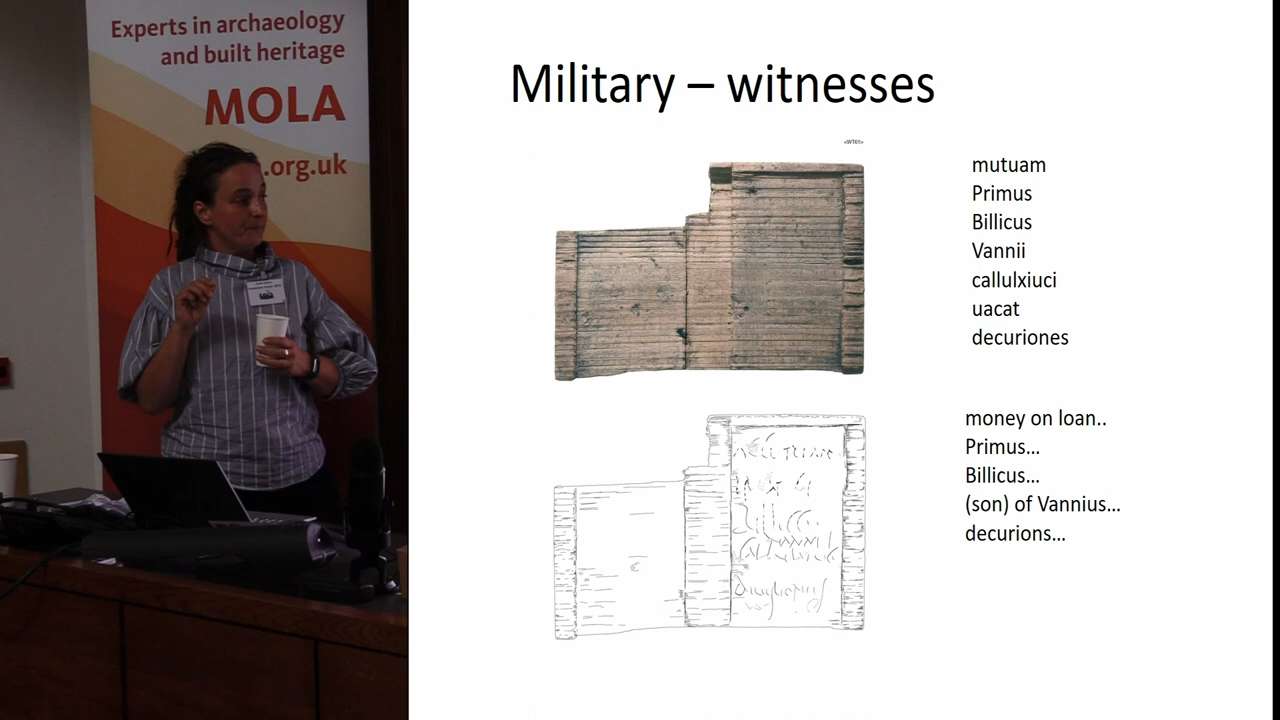 Experts in archaeology
and built heritage
MOLA
.org.uk
Military – witnesses
<WT61>
mutuam
Primus
Billicus
Vannii
callulxiuci
uacat
decuriones
money on loan..
Primus…
Billicus…
(son) of Vannius…
decurions…